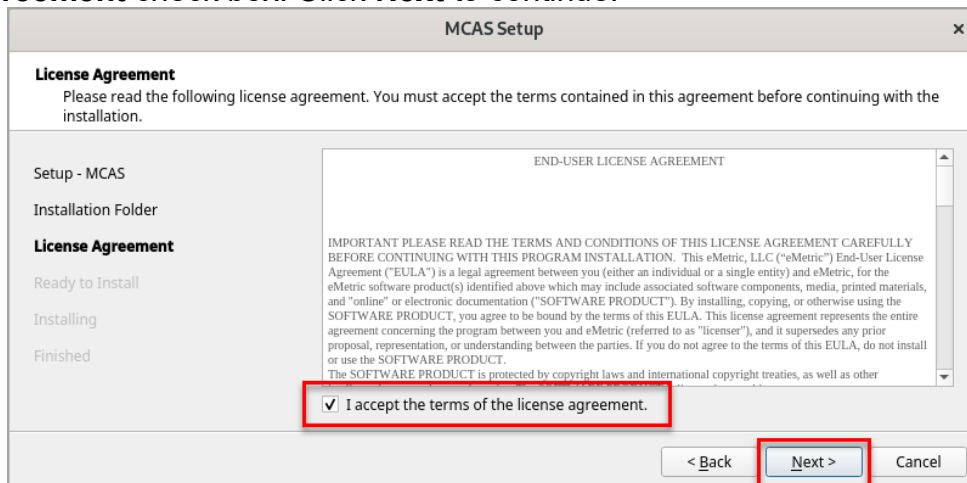 Click Next to continue.
MCAS Setup
×
License Agreement
Please read the following license agreement. You must accept the terms contained in this agreement before continuing with the
installation.
Setup - MCAS
Installation Folder
License Agreement
Ready to Install
Installing
Finished
END-USER LICENSE AGREEMENT
IMPORTANT PLEASE READ THE TERMS AND CONDITIONS OF THIS LICENSE AGREEMENT CAREFULLY
BEFORE CONTINUING WITH THIS PROGRAM INSTALLATION. This eMetric, LLC (“eMetric”) End-User License
Agreement ("EULA") is a legal agreement between you (either an individual or a single entity) and eMetric, for the
eMetric software product(s) identified above which may include associated software components, media, printed materials,
and "online" or electronic documentation ("SOFTWARE PRODUCT"). By installing, copying, or otherwise using the
SOFTWARE PRODUCT, you agree to be bound by the terms of this EULA. This license agreement represents the entire
agreement concerning the program between you and eMetric (referred to as "licenser"), and it supersedes any prior
proposal, representation, or understanding between the parties. If you do not agree to the terms of this EULA, do not install
or use the SOFTWARE PRODUCT.
The SOFTWARE PRODUCT is protected by copyright laws and international copyright treaties, as well as other
I accept the terms of the license agreement.
< Back
Next >
Cancel